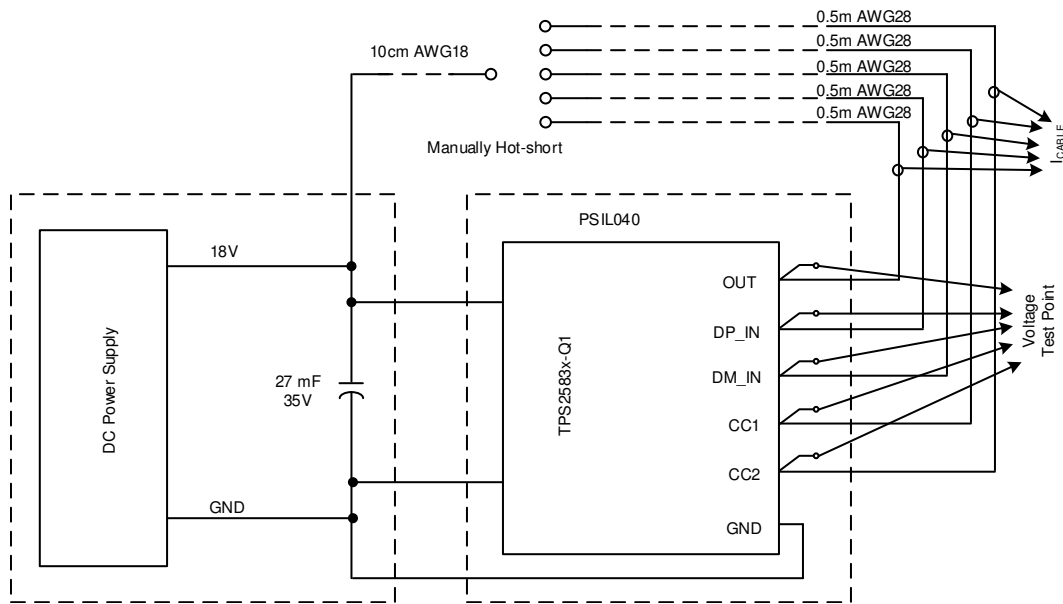 0.5m AWG28
0.5m AWG28
10cm AWG18
0.5m AWG28
0.5m AWG28
0.5m AWG28
Manually Hot-short
ICABLE
PSIL040
18V
OUT
DP_IN
Voltage
Test Point
DC Power Supply
27 mF
35V
TPS2583x-Q1
DM_IN
CC1
CC2
GND
GND